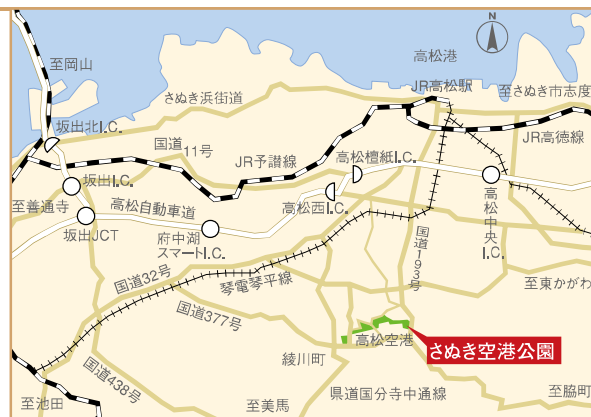 N
高松港
至岡山
JR高松駅
至さぬき市志度
さぬき浜街道
坂出北I.C.
国道11号
JR高徳線
JR予讃線
高松檀紙I.C.
坂出I.C.
至善通寺
高松自動車道
高松西I.C.
高松中央I.C.
坂出JCT
府中湖
スマートI.C.
国道193号
国道32号
琴電琴平線
至東かがわ
国道377号
高松空港
さぬき空港公園
綾川町
国道438号
至池田
至美馬
県道国分寺中通線
至脇町